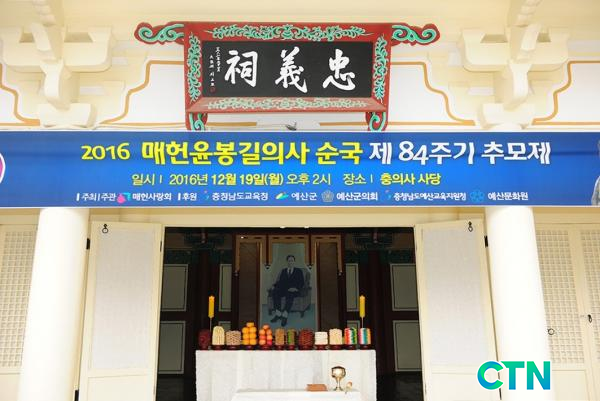 祠義忠
2016 매헌윤봉길의사 순국 제 84주기 추모제
일시 : 2016년 12월 19일(월) 오후 2시 장소 : 충의사 사당
주최 / 주관 매헌사랑회 후원 충청남도교육청 예산군 예산군의회 충청남도예산교육지원청 예산문화원
CTN